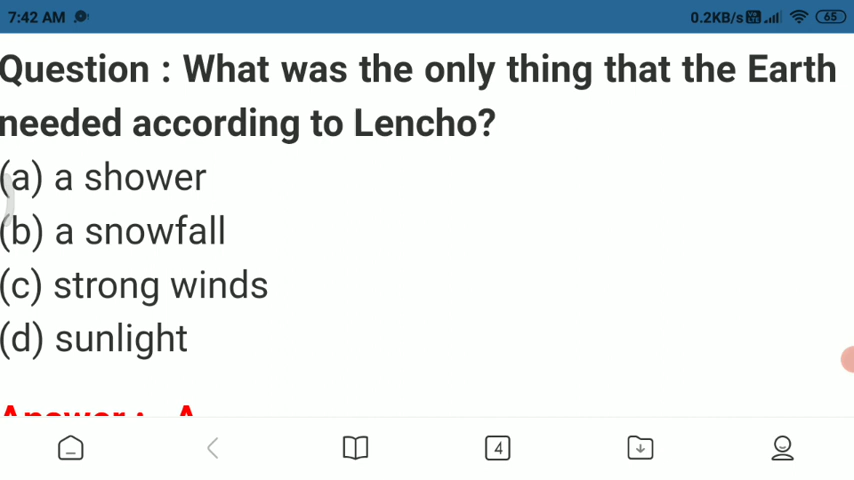 7:42 AM 0.2KB/s 65
Question : What was the only thing that the Earth
needed according to Lencho?
(a) a shower
(b) a snowfall
(c) strong winds
(d) sunlight
Answer : A
4